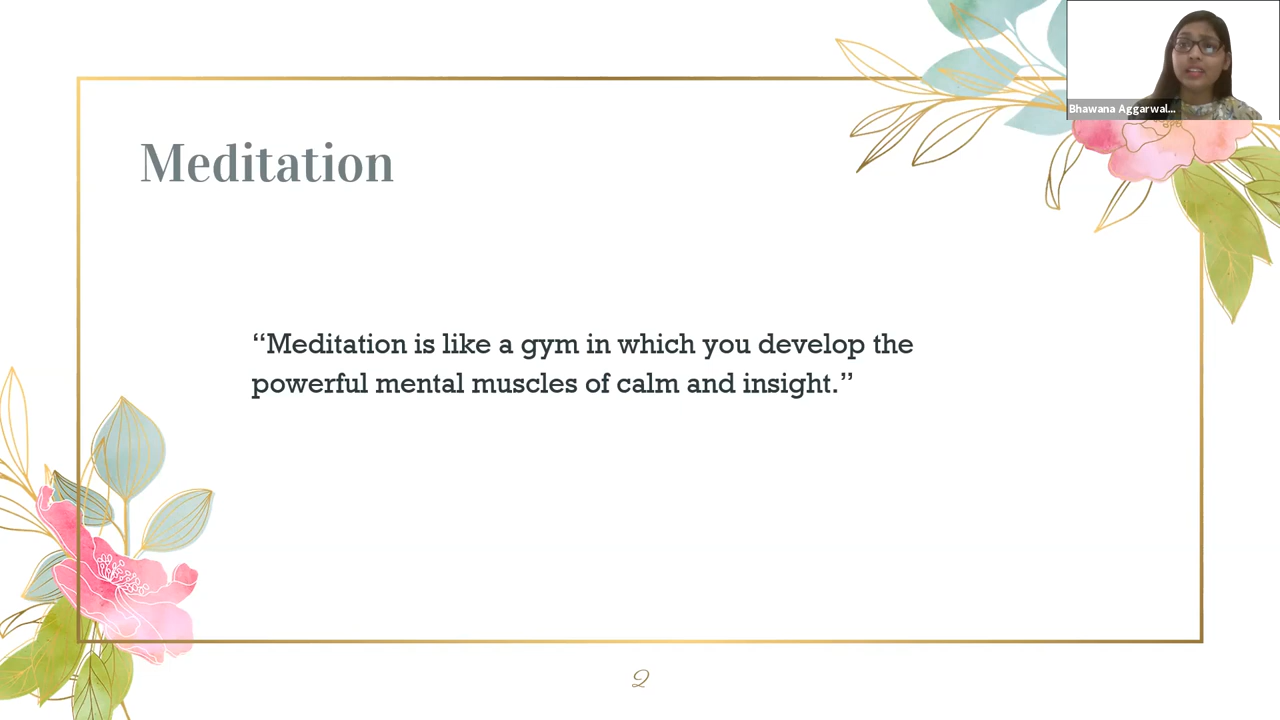 Bhawana Aggarwal...
Meditation
“Meditation is like a gym in which you develop the
powerful mental muscles of calm and insight.”
2